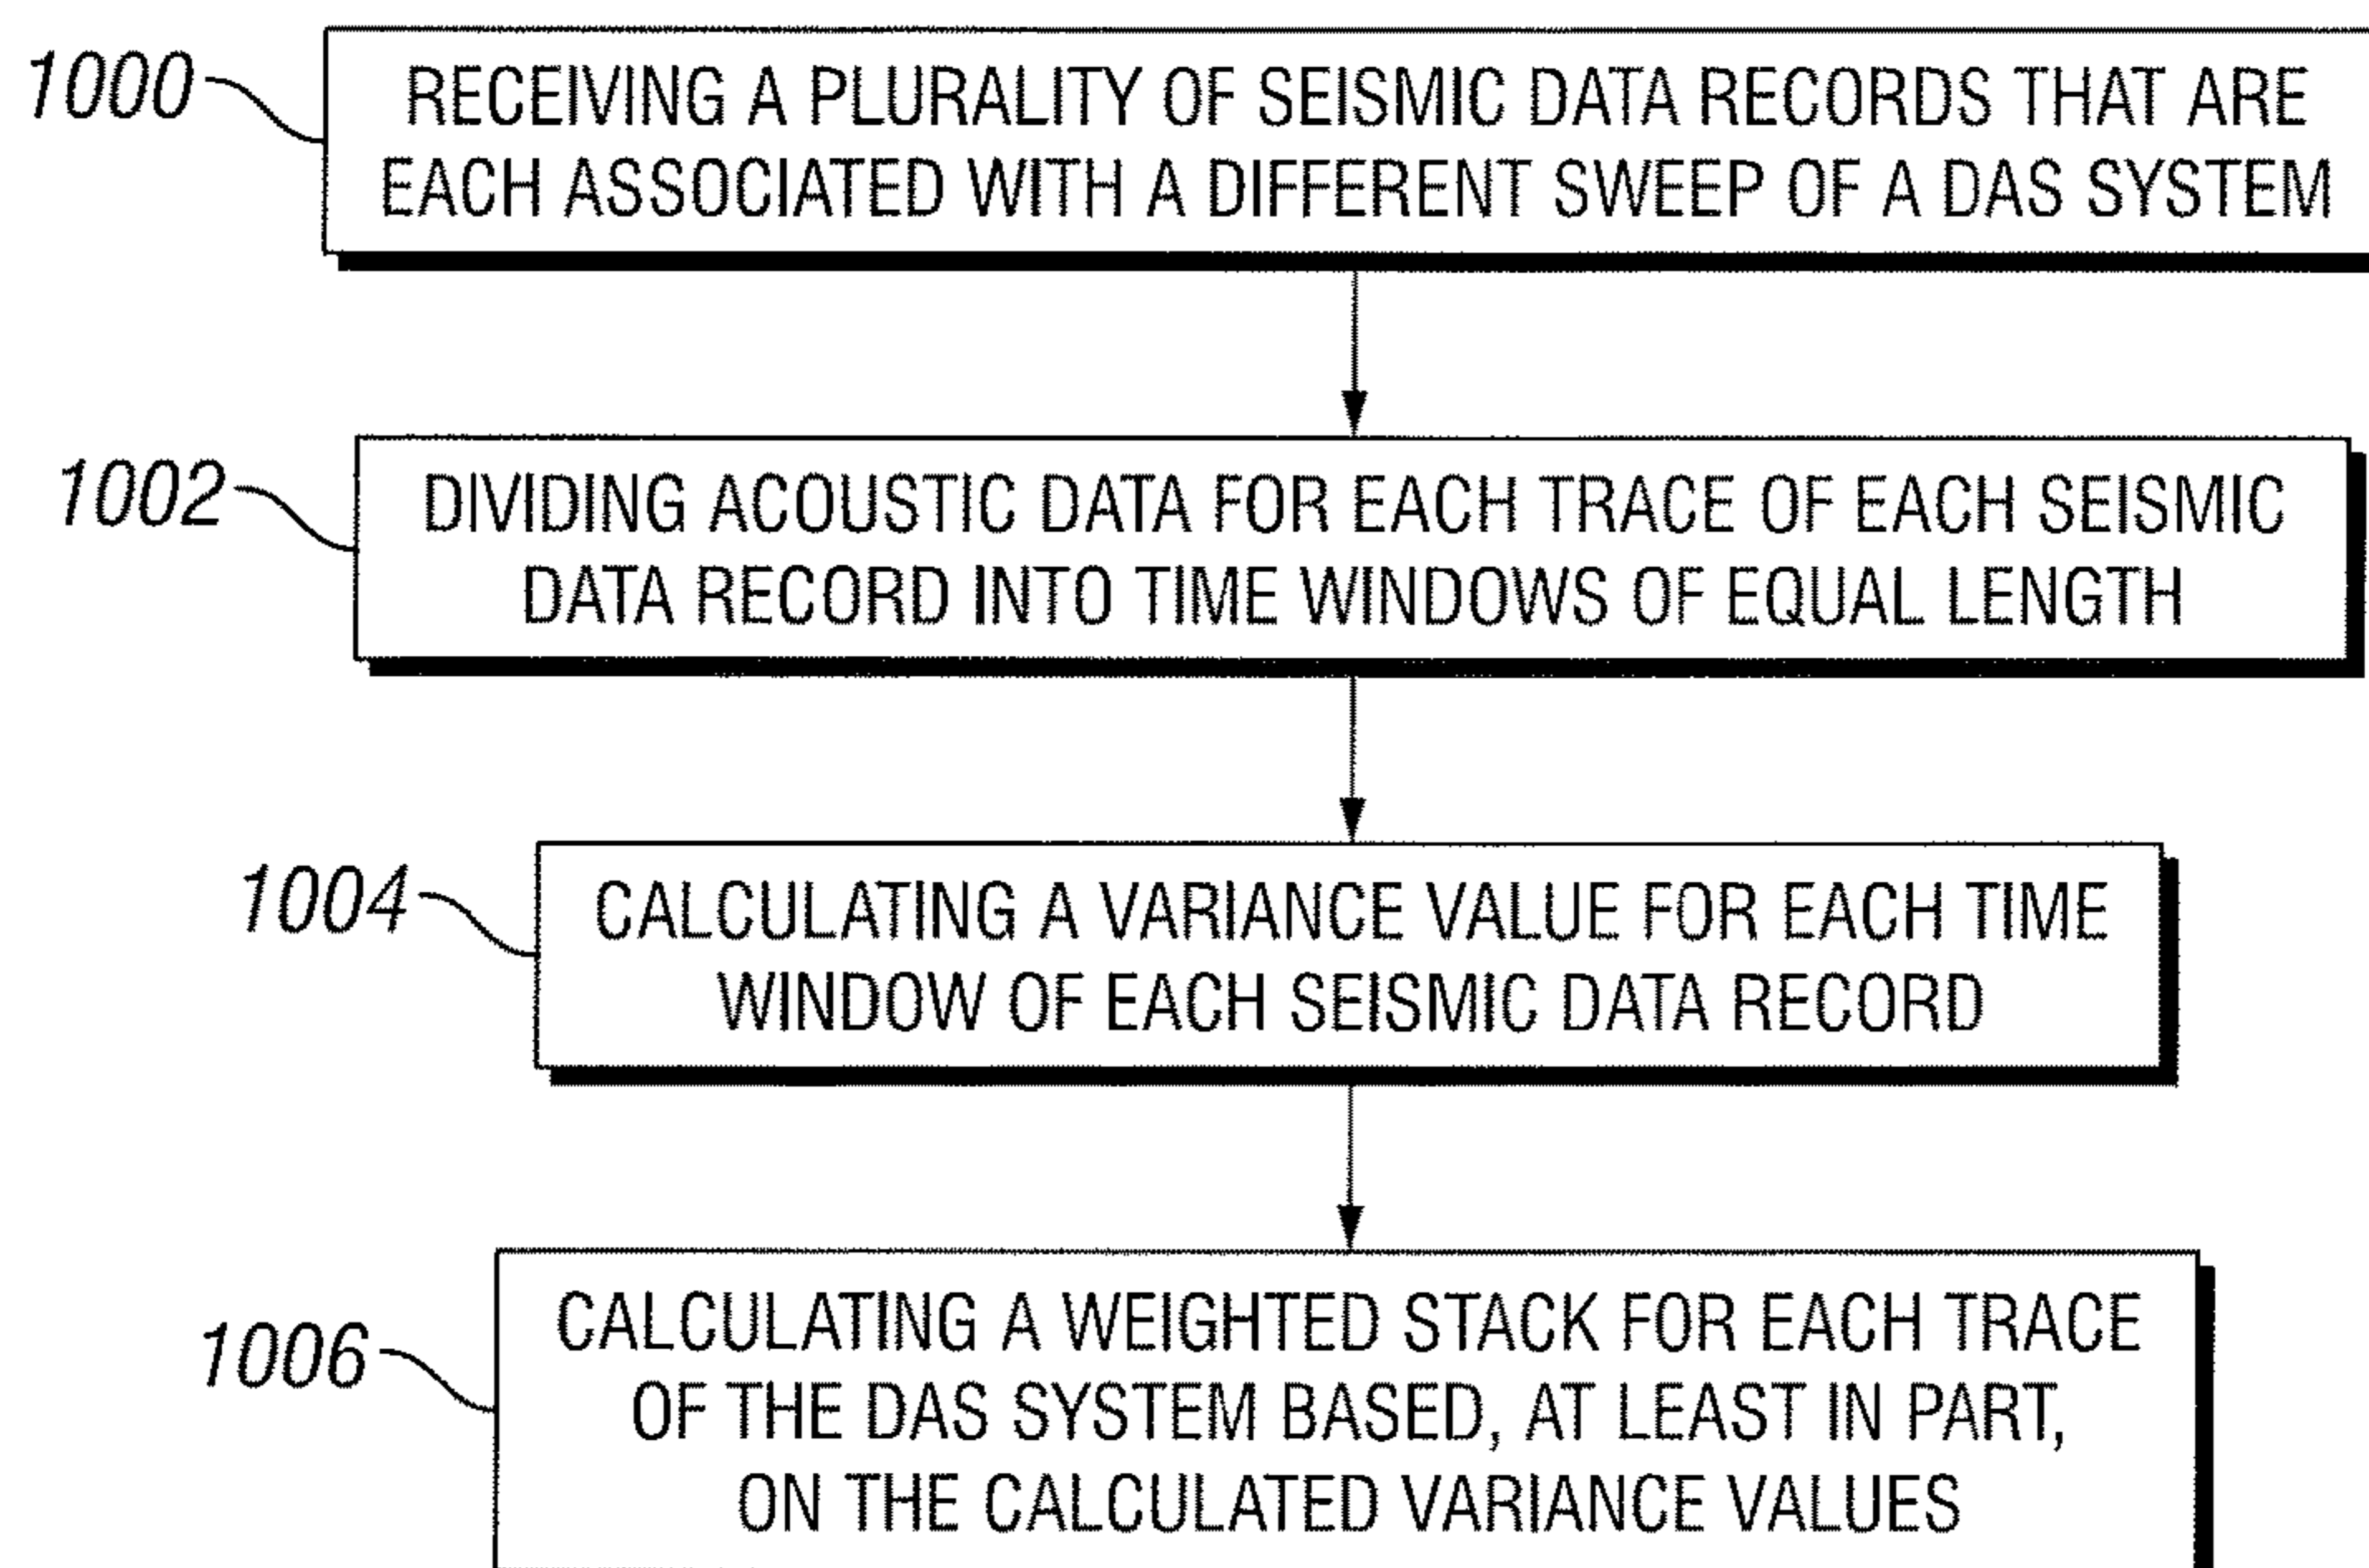 1000
RECEIVING A PLURALITY OF SEISMIC DATA RECORDS THAT ARE
EACH ASSOCIATED WITH A DIFFERENT SWEEP OF A DAS SYSTEM
1002
DIVIDING ACOUSTIC DATA FOR EACH TRACE OF EACH SEISMIC
DATA RECORD INTO TIME WINDOWS OF EQUAL LENGTH
1004
CALCULATING A VARIANCE VALUE FOR EACH TIME
WINDOW OF EACH SEISMIC DATA RECORD
1006
CALCULATING A WEIGHTED STACK FOR EACH TRACE
OF THE DAS SYSTEM BASED, AT LEAST IN PART,
ON THE CALCULATED VARIANCE VALUES